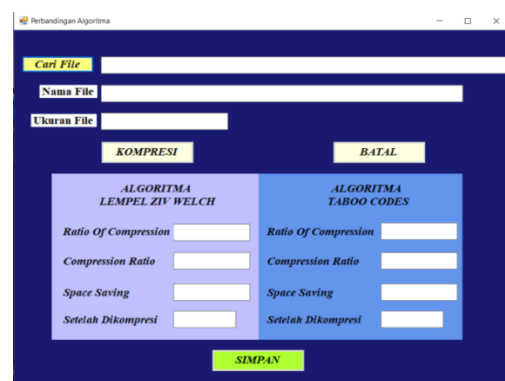 Perbandingan Algoritma
Cari File
Nama File
Ukuran File
KOMPRESI
BATAL
ALGORITMA
LEMPEL ZIV WELCH
Ratio Of Compression
Compression Ratio
Space Saving
Setelah Dikompresi
ALGORITMA
TABOO CODES
Ratio Of Compression
Compression Ratio
Space Saving
Setelah Dikompresi
SIMPAN